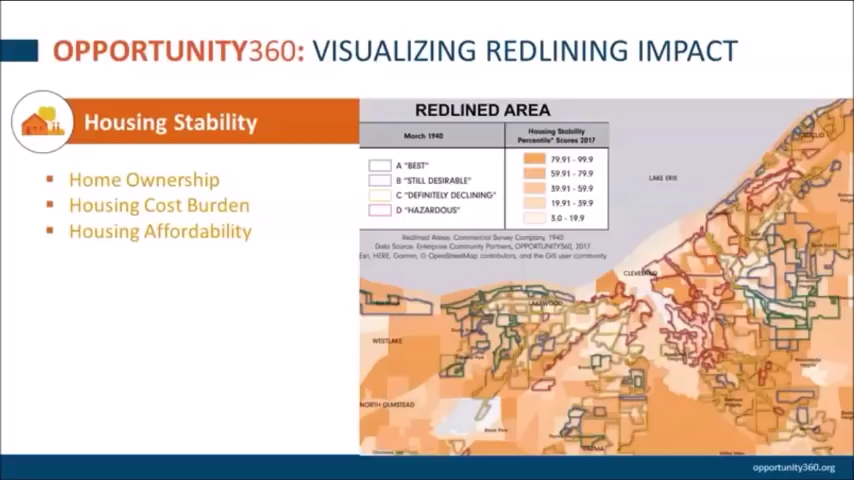 OPPORTUNITY360: VISUALIZING REDLINING IMPACT
Housing Stability
▪ Home Ownership
▪ Housing Cost Burden
▪ Housing Affordability
REDLINED AREA
March 1940
Housing Stability
Percentile* Scores 2017
A "BEST"
B "STILL DESIRABLE"
C "DEFINITELY DECLINING"
D "HAZARDOUS"
79.91 - 99.9
59.91 - 79.9
39.91 - 59.9
19.91 - 39.9
3.0 - 19.9
Redlined Areas, Commercial Survey Company, 1940
Data Source: Enterprise Community Partners, OPPORTUNITY360, 2017
Esri, HERE, Garmin, © OpenStreetMap contributors, and the GIS user community
LAKE ERIE
CLEVELAND
LAKEWOOD
WESTLAKE
NORTH OLMSTEAD
PARMA
opportunity360.org